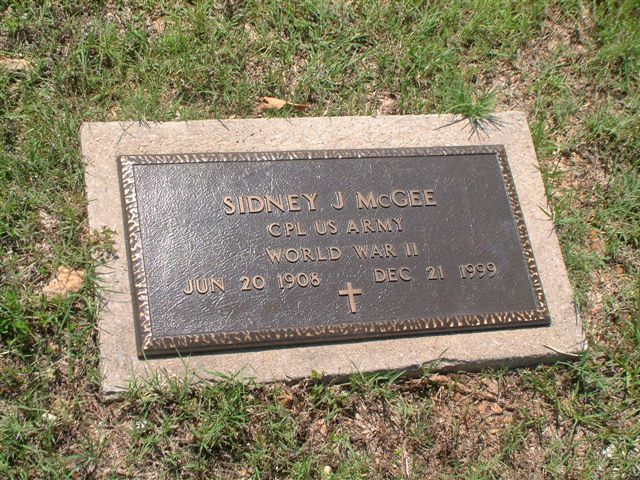 SIDNEY J McGEE
CPL US ARMY
WORLD WAR II
JUN 20 1908 DEC 21 1999